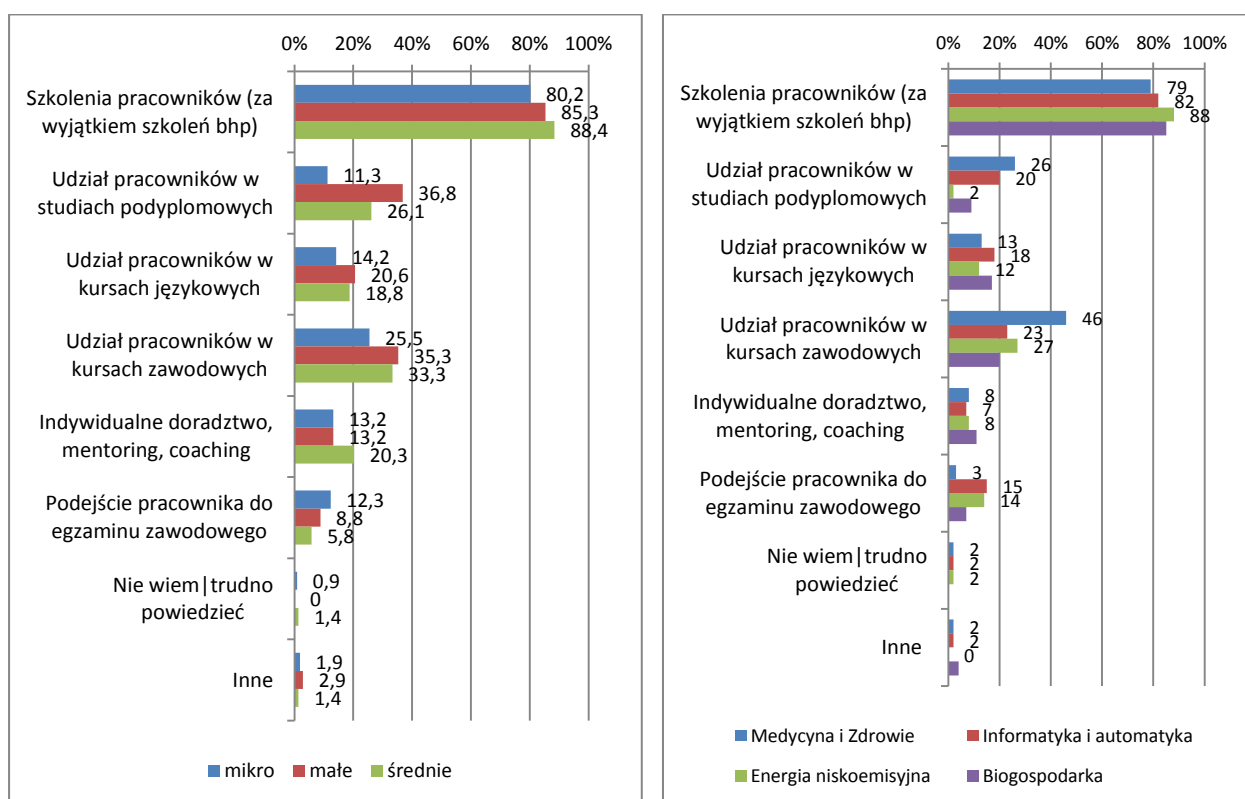 0% 20% 40% 60% 80% 100%
Szkolenia pracowników (za
wyjątkiem szkoleń bhp)
80,2
85,3
88,4
Udział pracowników w
studiach podyplomowych
11,3
36,8
26,1
Udział pracowników w
kursach językowych
14,2
20,6
18,8
Udział pracowników w
kursach zawodowych
25,5
35,3
33,3
Indywidualne doradztwo,
mentoring, coaching
13,2
13,2
20,3
Podejście pracownika do
egzaminu zawodowego
12,3
8,8
5,8
Nie wiem|trudno
powiedzieć
0,9
0
1,4
Inne
1,9
2,9
1,4
mikro małe średnie
0% 20% 40% 60% 80% 100%
Szkolenia pracowników (za
wyjątkiem szkoleń bhp)
79
82
88
Udział pracowników w
studiach podyplomowych
26
20
2
Udział pracowników w
kursach językowych
13
18
12
Udział pracowników w
kursach zawodowych
46
23
27
Indywidualne doradztwo,
mentoring, coaching
8
7
8
Podejście pracownika do
egzaminu zawodowego
3
15
14
Nie wiem|trudno
powiedzieć
2
2
2
Inne
2
2
0
Medycyna i Zdrowie Informatyka i automatyka
Energia niskoemisyjna Biogospodarka